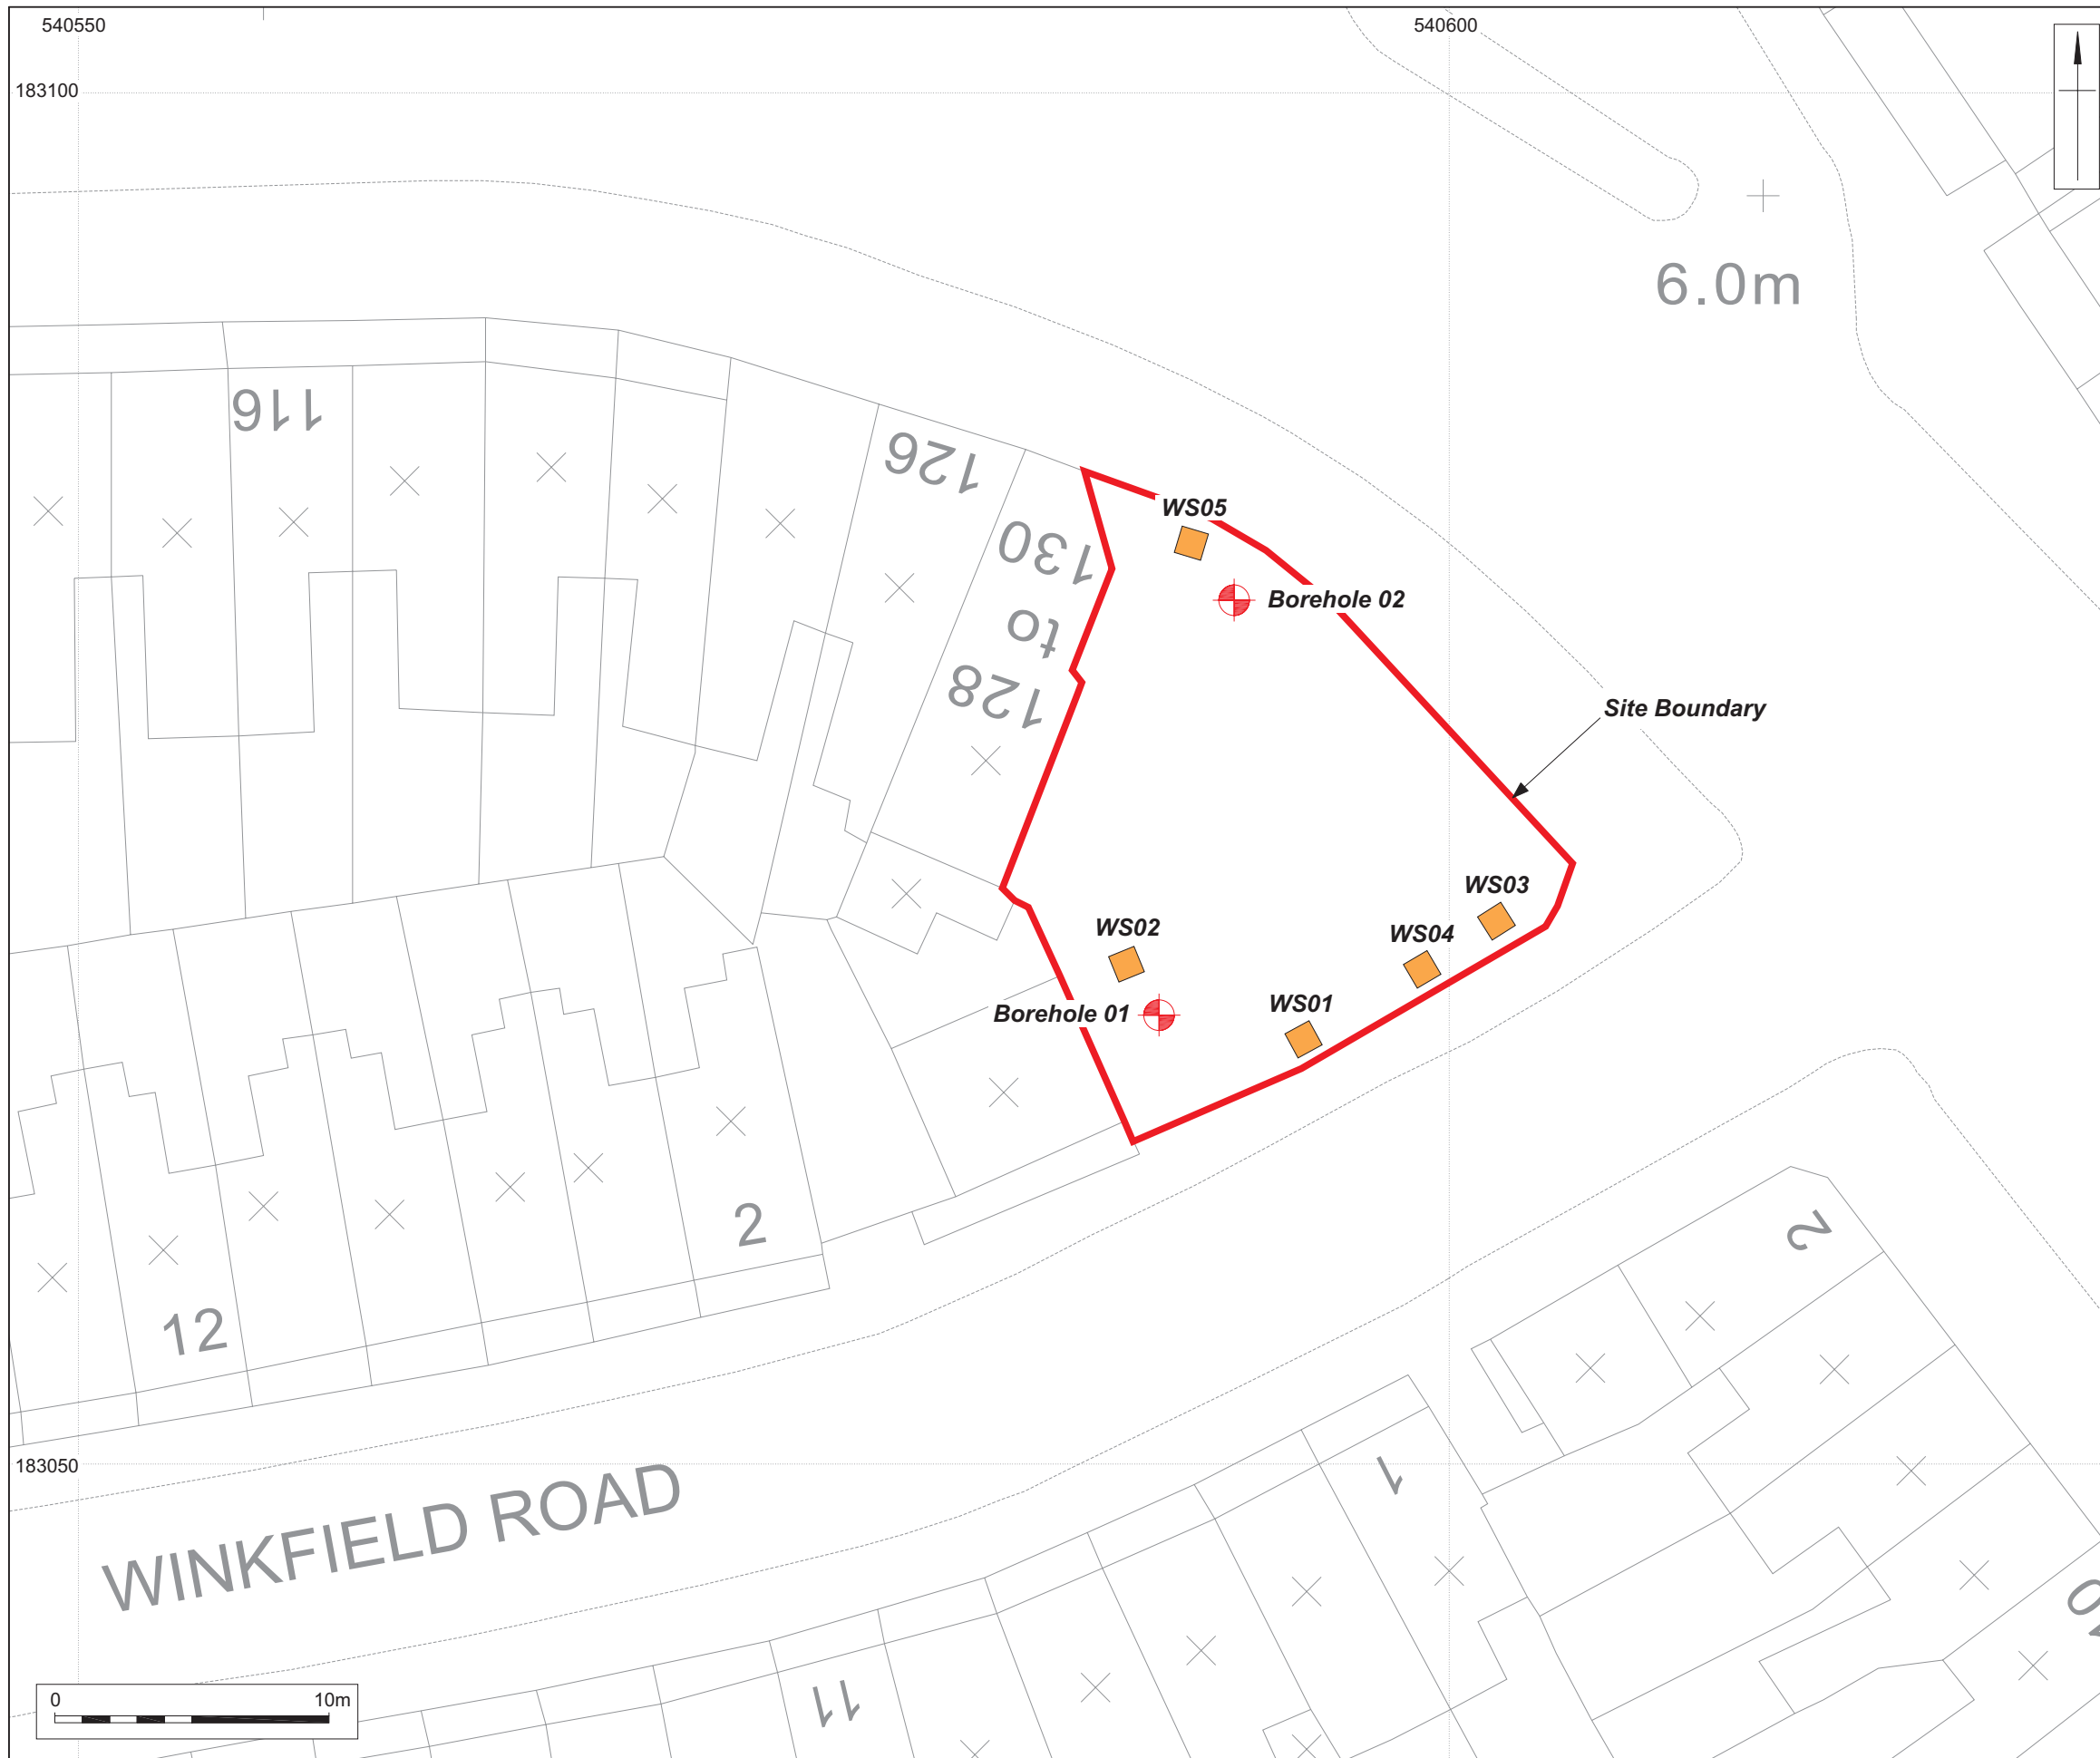 540550
540600
183100
6.0m
116
126
WS05
130
to
128
Borehole 02
Site Boundary
WS03
WS02
WS04
WS01
Borehole 01
2
2
12
183050
1
WINKFIELD ROAD
11
0 10m